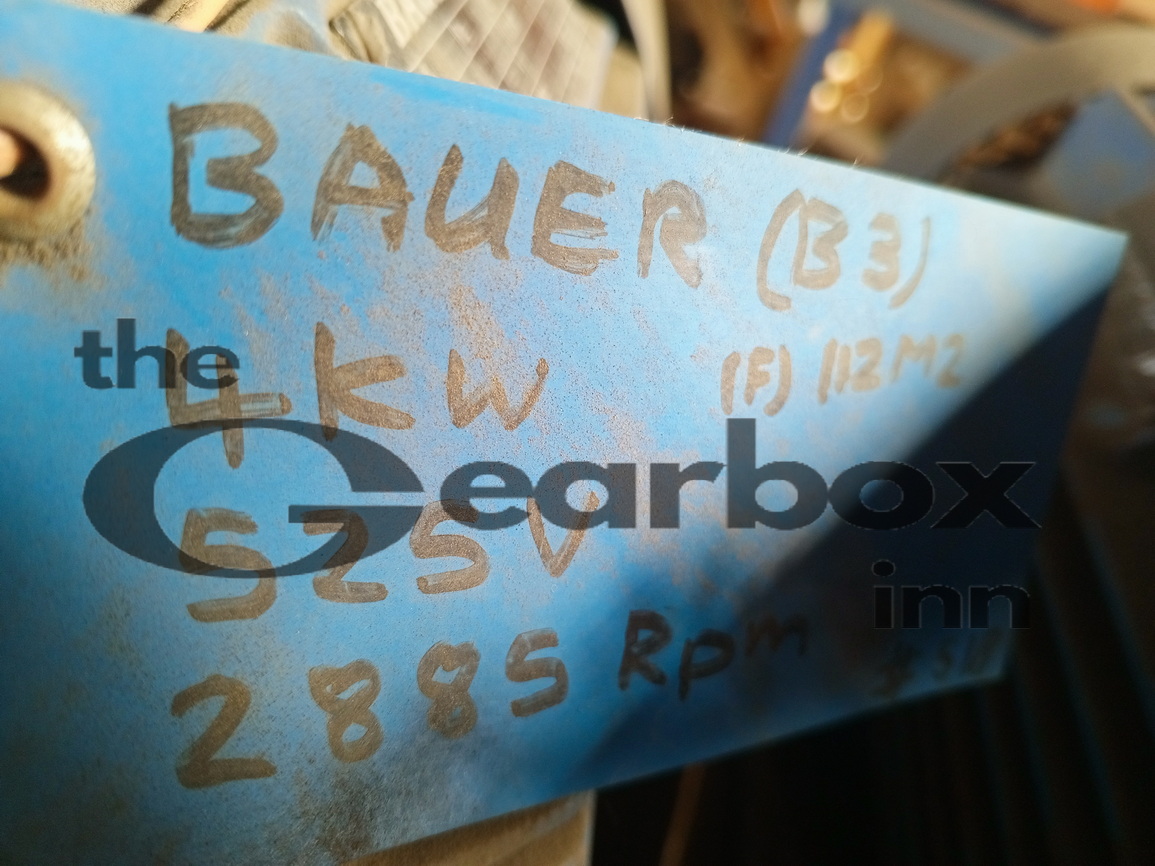 BAUER (B3)
4KW (F) 112M2
525V
2885 Rpm
the
Gearbox
inn